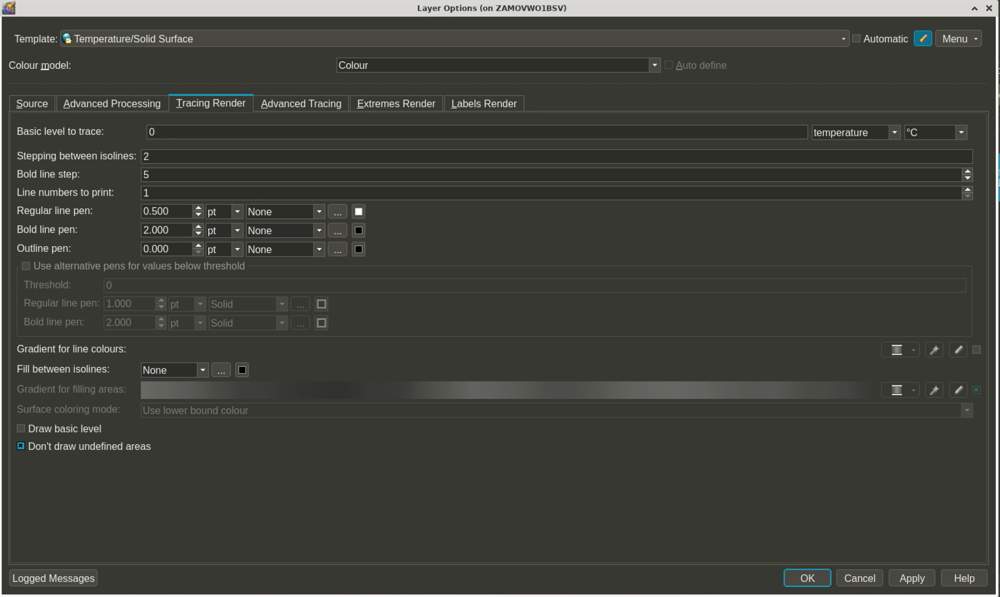 Layer Options (on ZAMOVWO1BSV)
Template: Temperature/Solid Surface Automatic Menu
Colour model: Colour Auto define
Source Advanced Processing Tracing Render Advanced Tracing Extremes Render Labels Render
Basic level to trace: 0 temperature °C
Stepping between isolines: 2
Bold line step: 5
Line numbers to print: 1
Regular line pen: 0.500 pt None ...
Bold line pen: 2.000 pt None ...
Outline pen: 0.000 pt None ...
Use alternative pens for values below threshold
Threshold: 0
Regular line pen: 1.000 pt Solid ...
Bold line pen: 2.000 pt Solid ...
Gradient for line colours:
Fill between isolines: None ...
Gradient for filling areas:
Surface coloring mode: Use lower bound colour
Draw basic level
Don't draw undefined areas
Logged Messages OK Cancel Apply Help